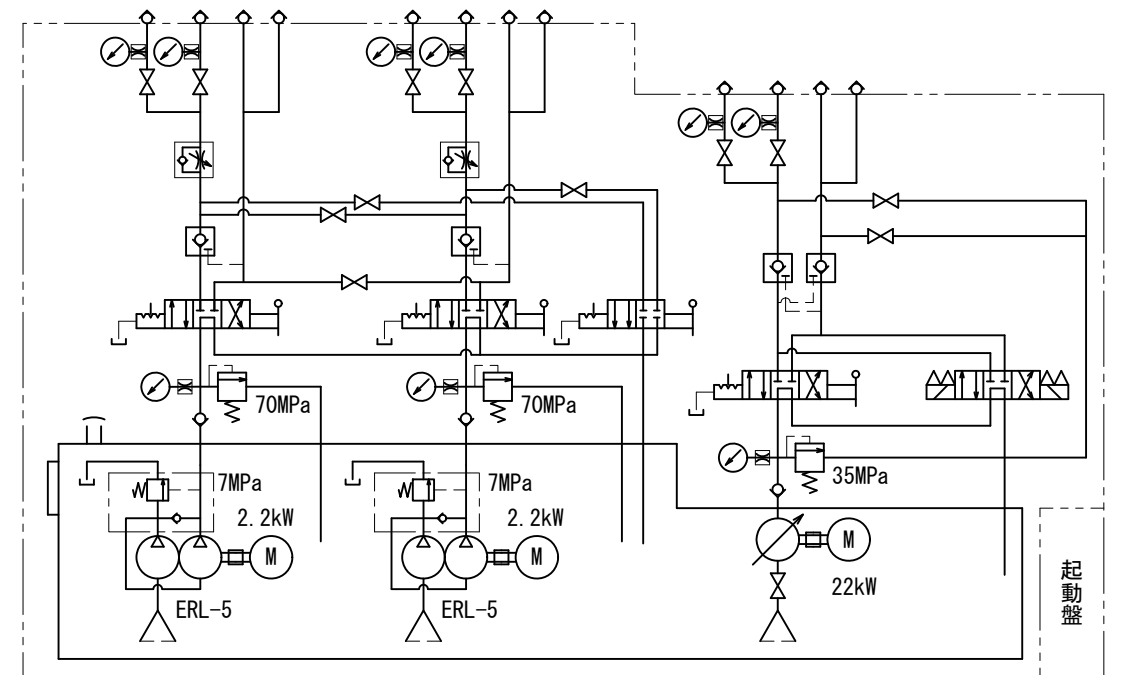 70MPa
70MPa
35MPa
7MPa
7MPa
2.2kW
2.2kW
M
M
M
22kW
ERL-5
ERL-5
起動盤